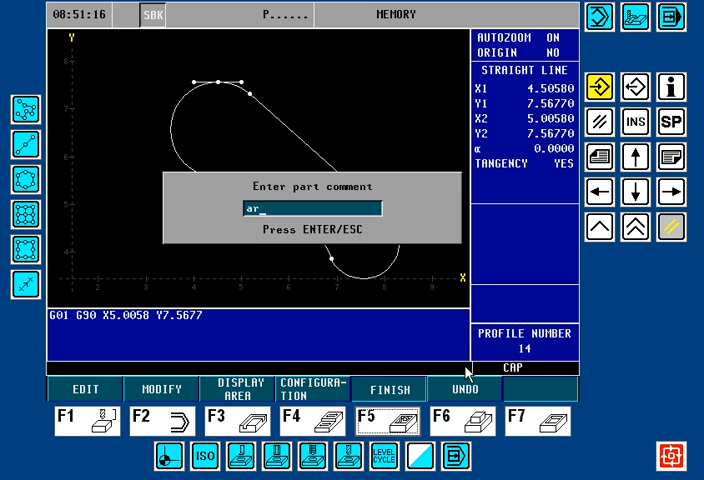 08:51:16 SBK P...... MEMORY
Y
8
7
6
5
4
2 3 4 5 6 7 8 9
X
AUTOZOOM ON
ORIGIN NO
STRAIGHT LINE
X1 4.50580
Y1 7.56770
X2 5.00580
Y2 7.56770
α 0.0000
TANGENCY YES
Enter part comment
ar_
Press ENTER/ESC
G01 G90 X5.0058 Y7.5677
PROFILE NUMBER
14
CAP
EDIT
MODIFY
DISPLAY
AREA
CONFIGURA-
TION
FINISH
UNDO
F1 F2 F3 F4 F5 F6 F7
ISO
LEVEL
CYCLE
INS
SP